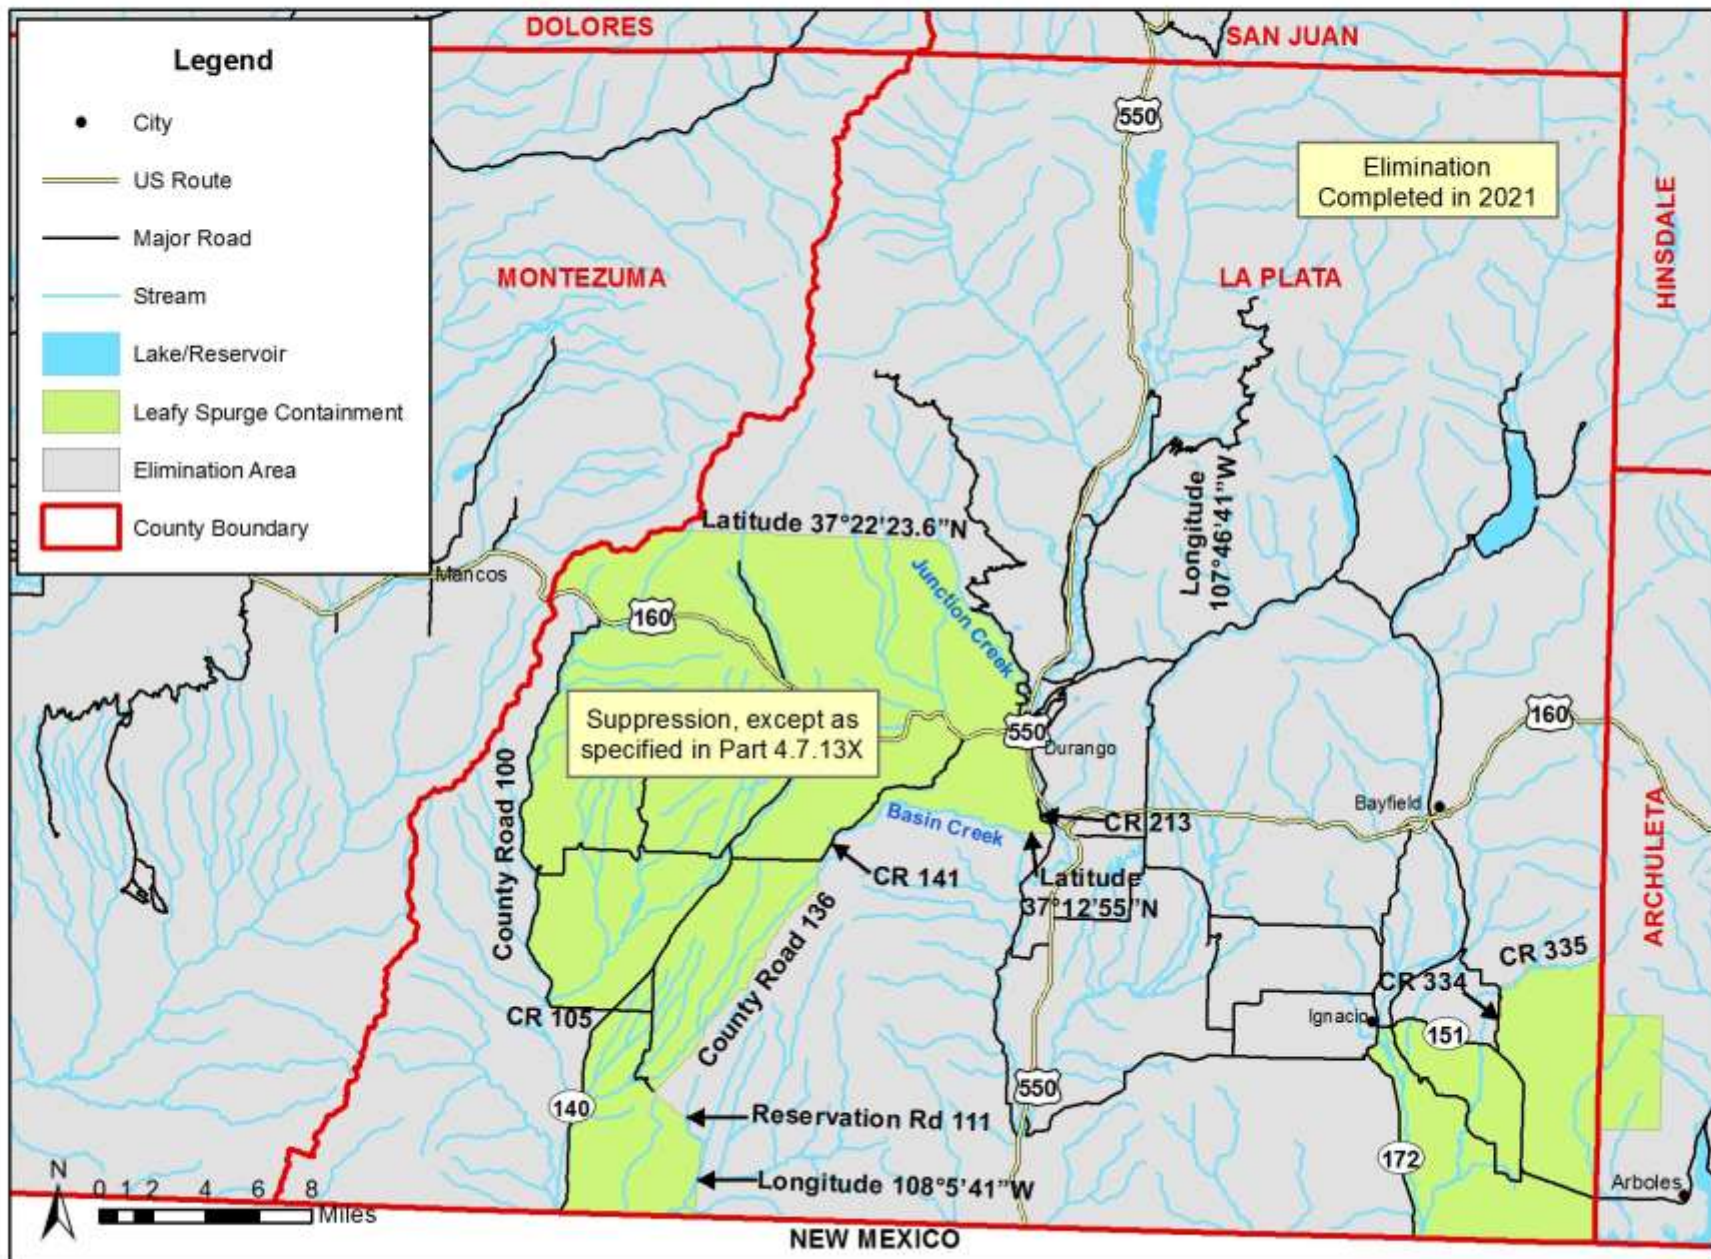 DOLORES
SAN JUAN
Legend
City
US Route
Major Road
Stream
Lake/Reservoir
Leafy Spurge Containment
Elimination Area
County Boundary
550
Elimination
Completed in 2021
HINSDALE
MONTEZUMA
LA PLATA
Longitude
107°46'41"W
Latitude 37°22'23.6"N
Mancos
Junction Creek
160
160
Suppression, except as
specified in Part 4.7.13X
550
Durango
County Road 100
Bayfield
Basin Creek
CR 213
CR 141
Latitude
37°12'55"N
ARCHULETA
County Road 136
CR 335
CR 334
CR 105
Ignacio
151
550
140
Reservation Rd 111
172
Longitude 108°5'41"W
Arboles
N
0 1 2 4 6 8
Miles
NEW MEXICO